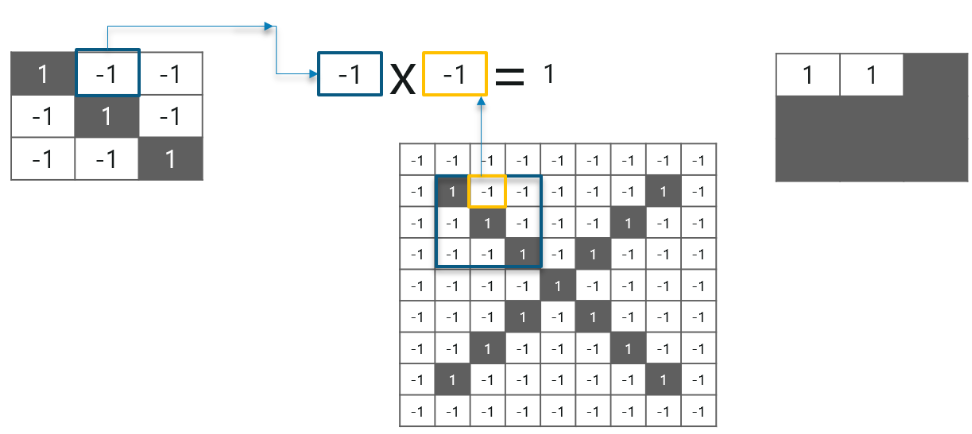 1 -1 -1
-1 1 -1
-1 -1 1
-1 X -1 = 1
1 1
-1 -1 -1 -1 -1 -1 -1 -1 -1
-1 1 -1 -1 -1 -1 -1 1 -1
-1 -1 1 -1 -1 -1 1 -1 -1
-1 -1 -1 1 -1 1 -1 -1 -1
-1 -1 -1 -1 1 -1 -1 -1 -1
-1 -1 -1 1 -1 1 -1 -1 -1
-1 -1 1 -1 -1 -1 1 -1 -1
-1 1 -1 -1 -1 -1 -1 1 -1
-1 -1 -1 -1 -1 -1 -1 -1 -1